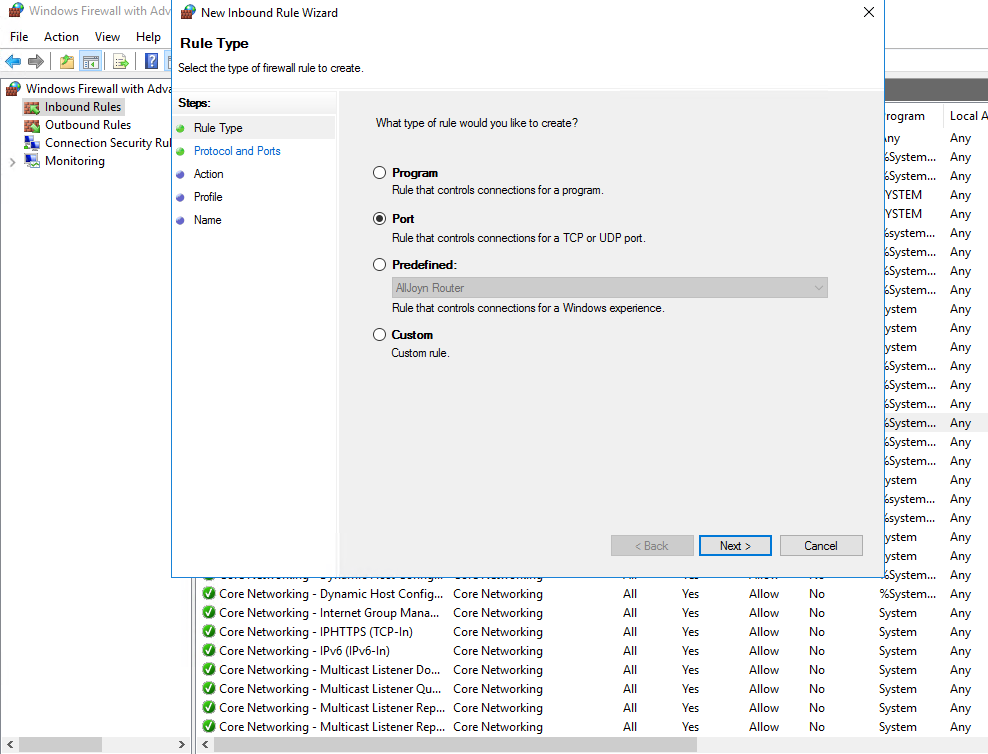 Windows Firewall with Adv
File Action View Help
Windows Firewall with Adva
Inbound Rules
Outbound Rules
Connection Security Rul
Monitoring
New Inbound Rule Wizard
Rule Type
Select the type of firewall rule to create.
Steps:
Rule Type
Protocol and Ports
Action
Profile
Name
What type of rule would you like to create?
Program
Rule that controls connections for a program.
Port
Rule that controls connections for a TCP or UDP port.
Predefined:
AllJoyn Router
Rule that controls connections for a Windows experience.
Custom
Custom rule.
< Back Next > Cancel
rogram Local A
ny Any
%System... Any
%System... Any
YSTEM Any
YSTEM Any
%system... Any
%System... Any
%System... Any
%System... Any
ystem Any
ystem Any
ystem Any
%System... Any
%System... Any
%System... Any
%System... Any
%System... Any
%System... Any
ystem Any
%system... Any
%system... Any
ystem Any
ystem Any
Core Networking - Dynamic Host Config... Core Networking All Yes Allow No %System... Any
Core Networking - Dynamic Host Config... Core Networking All Yes Allow No %System... Any
Core Networking - Internet Group Mana... Core Networking All Yes Allow No System Any
Core Networking - IPHTTPS (TCP-In) Core Networking All Yes Allow No System Any
Core Networking - IPv6 (IPv6-In) Core Networking All Yes Allow No System Any
Core Networking - Multicast Listener Do... Core Networking All Yes Allow No System Any
Core Networking - Multicast Listener Qu... Core Networking All Yes Allow No System Any
Core Networking - Multicast Listener Rep... Core Networking All Yes Allow No System Any
Core Networking - Multicast Listener Rep... Core Networking All Yes Allow No System Any